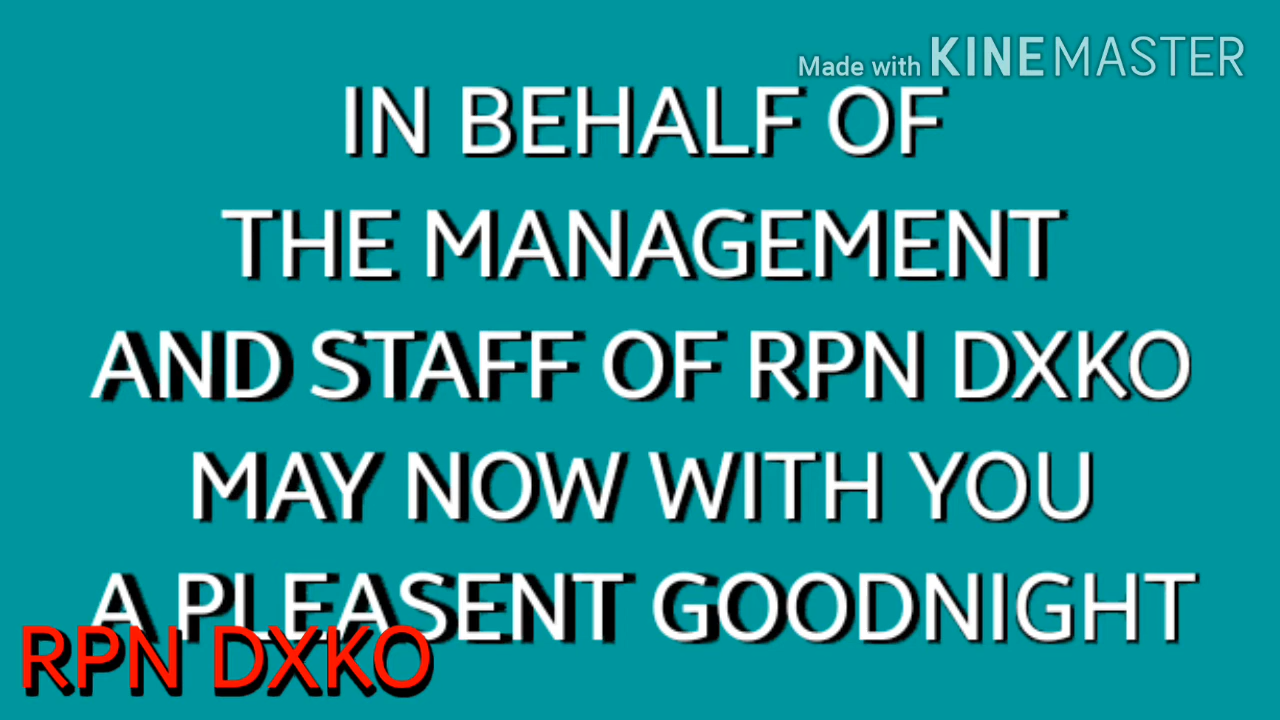 Made with KINEMASTER
IN BEHALF OF
THE MANAGEMENT
AND STAFF OF RPN DXKO
MAY NOW WITH YOU
A PLEASENT GOODNIGHT
RPN DXKO